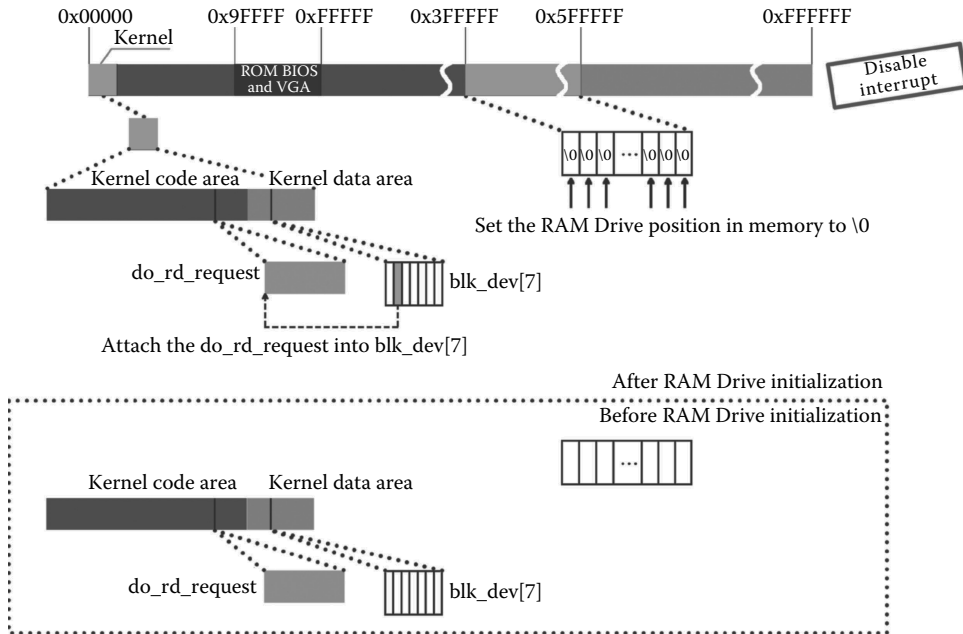 0x00000 0x9FFFF 0xFFFFF 0x3FFFFF 0x5FFFFF 0xFFFFFF
Kernel
ROM BIOS
and VGA
Disable
interrupt
\0 \0 \0 ... \0 \0 \0
Kernel code area Kernel data area
Set the RAM Drive position in memory to \0
do_rd_request blk_dev[7]
Attach the do_rd_request into blk_dev[7]
After RAM Drive initialization
Before RAM Drive initialization
...
Kernel code area Kernel data area
do_rd_request blk_dev[7]